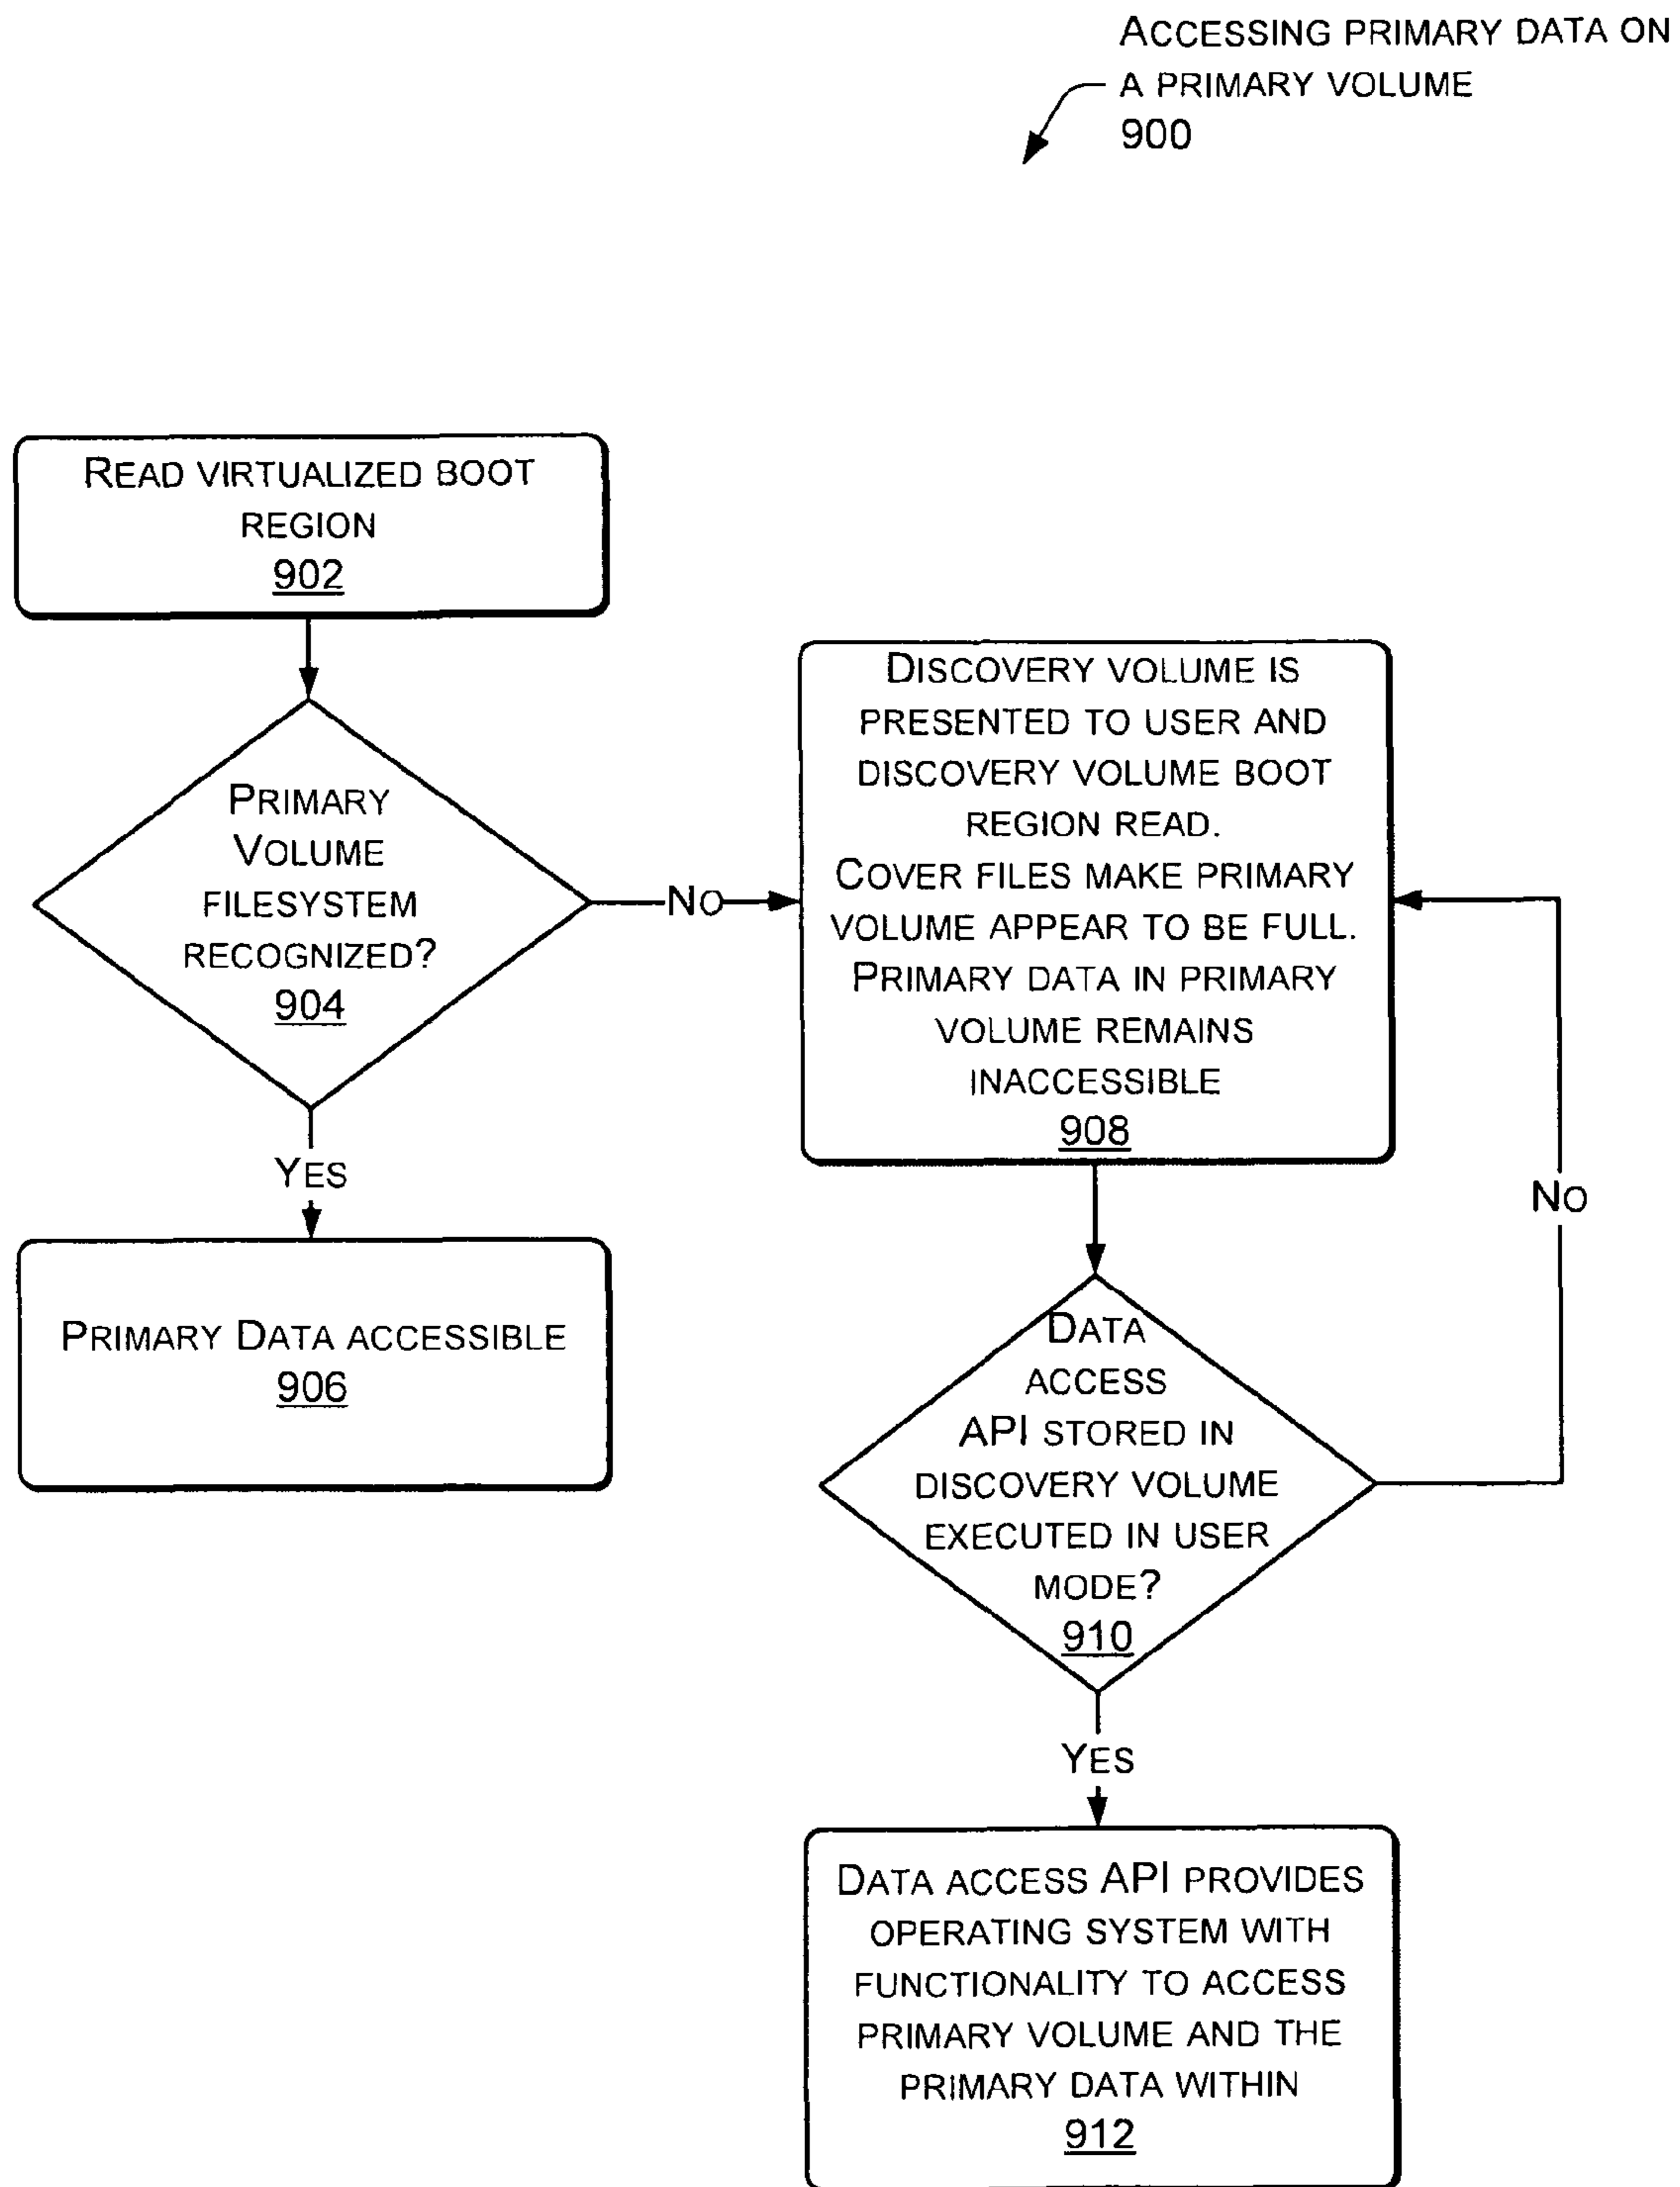 ACCESSING PRIMARY DATA ON
A PRIMARY VOLUME
900
READ VIRTUALIZED BOOT
REGION
902
PRIMARY
VOLUME
FILESYSTEM
RECOGNIZED?
904
NO
YES
PRIMARY DATA ACCESSIBLE
906
DISCOVERY VOLUME IS
PRESENTED TO USER AND
DISCOVERY VOLUME BOOT
REGION READ.
COVER FILES MAKE PRIMARY
VOLUME APPEAR TO BE FULL.
PRIMARY DATA IN PRIMARY
VOLUME REMAINS
INACCESSIBLE
908
NO
DATA
ACCESS
API STORED IN
DISCOVERY VOLUME
EXECUTED IN USER
MODE?
910
YES
DATA ACCESS API PROVIDES
OPERATING SYSTEM WITH
FUNCTIONALITY TO ACCESS
PRIMARY VOLUME AND THE
PRIMARY DATA WITHIN
912